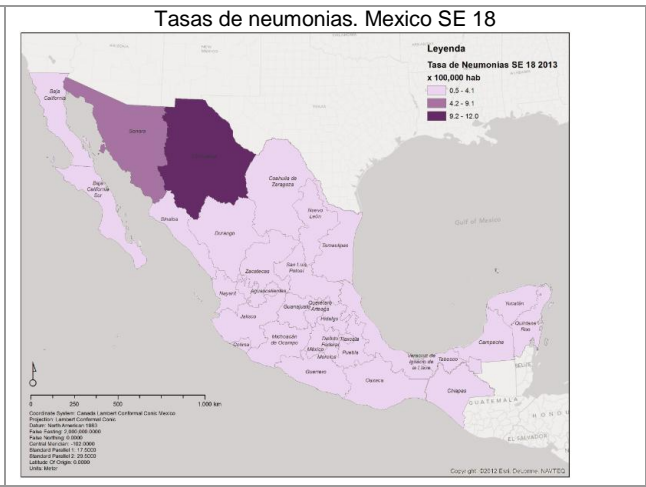 Tasas de neumonias. Mexico SE 18
Leyenda
Tasa de Neumonias SE 18 2013
x 100,000 hab
0.5 - 4.1
4.2 - 9.1
9.2 - 12.0
Baja
California
Sonora
Coahuila de
Zaragoza
Baja
California
Sur
Nuevo
León
Sinaloa
Durango
Tamaulipas
Gulf of Mexico
Zacatecas
San Luis
Potosí
Nayarit
Aguascalientes
Guanajuato
Querétaro
Arteaga
Hidalgo
Yucatán
Quintana
Roo
Jalisco
Colima
Michoacán
de Ocampo
Distrito
Federal
Tlaxcala
México
Morelos
Puebla
Veracruz de
Ignacio de
la Llave
Tabasco
Campeche
Guerrero
Oaxaca
Chiapas
BELIZE
GUATEMALA
HONDU
EL SALVADOR
0 250 500 1,000 km
Coordinate System: Canada Lambert Conformal Conic Mexico
Projection: Lambert Conformal Conic
Datum: North American 1983
False Easting: 2,000,000.0000
False Northing: 0.0000
Central Meridian: -102.0000
Standard Parallel 1: 17.5000
Standard Parallel 2: 29.5000
Latitude Of Origin: 0.0000
Units: Meter
Copyright: ©2012 Esri, DeLorme, NAVTEQ